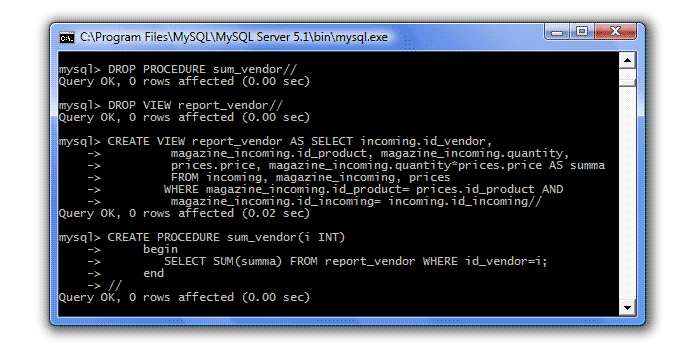 C:\Program Files\MySQL\MySQL Server 5.1\bin\mysql.exe
mysql> DROP PROCEDURE sum_vendor//
Query OK, 0 rows affected (0.00 sec)
mysql> DROP VIEW report_vendor//
Query OK, 0 rows affected (0.00 sec)
mysql> CREATE VIEW report_vendor AS SELECT incoming.id_vendor,
    ->          magazine_incoming.id_product, magazine_incoming.quantity,
    ->          prices.price, magazine_incoming.quantity*prices.price AS summa
    ->          FROM incoming, magazine_incoming, prices
    ->         WHERE magazine_incoming.id_product= prices.id_product AND
    ->          magazine_incoming.id_incoming= incoming.id_incoming//
Query OK, 0 rows affected (0.02 sec)
mysql> CREATE PROCEDURE sum_vendor(i INT)
    ->      begin
    ->         SELECT SUM(summa) FROM report_vendor WHERE id_vendor=i;
    ->      end
    -> //
Query OK, 0 rows affected (0.00 sec)